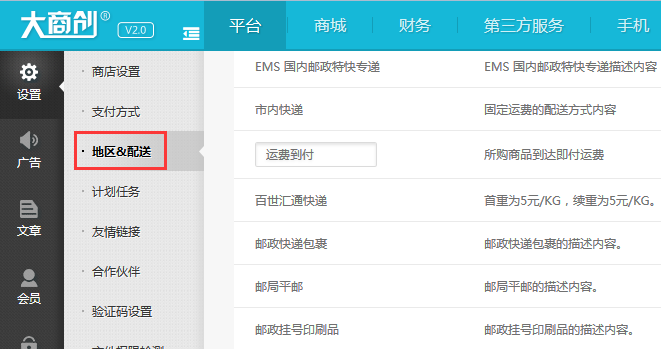 大商创® V2.0 平台 商城 财务 第三方服务 手机
设置
广告
文章
会员
商店设置
支付方式
地区&配送
计划任务
友情链接
合作伙伴
验证码设置
EMS 国内邮政特快专递 EMS 国内邮政特快专递描述内容
市内快递 固定运费的配送方式内容
运费到付 所购商品到达即付运费
百世汇通快递 首重为5元/KG，续重为5元/KG。
邮政快递包裹 邮政快递包裹的描述内容。
邮局平邮 邮局平邮的描述内容。
邮政挂号印刷品 邮政挂号印刷品的描述内容。